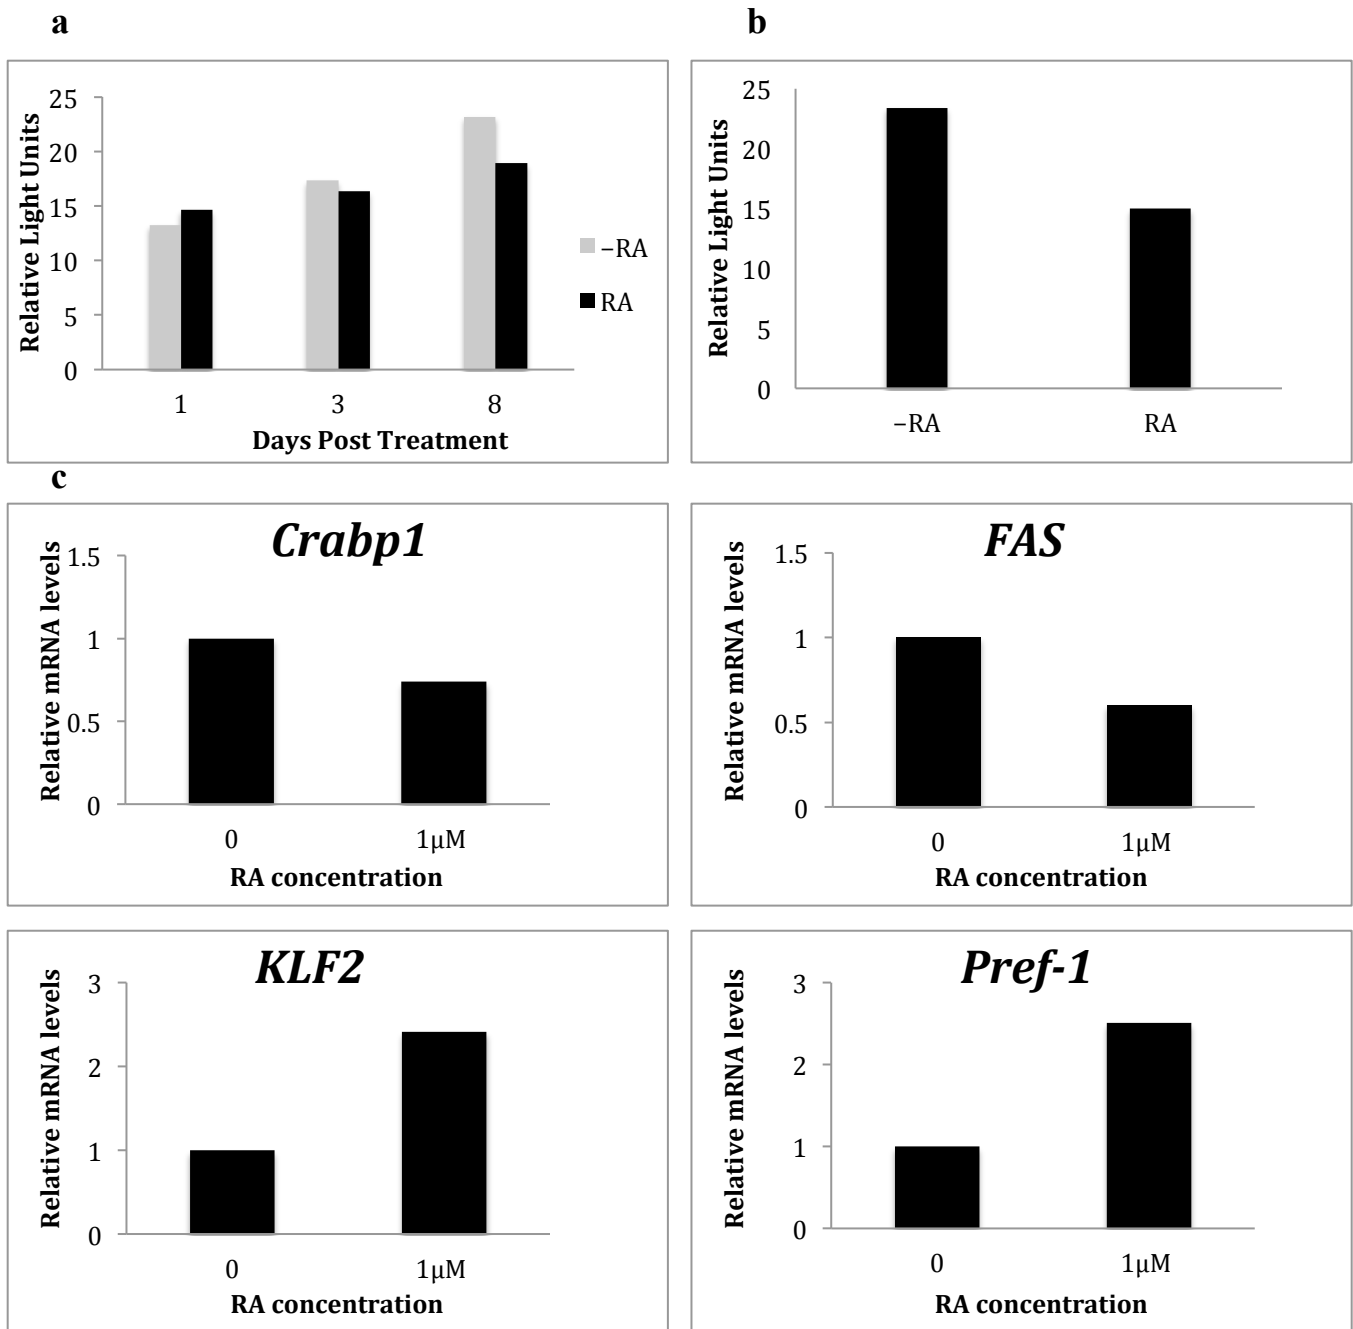 a
Relative Light Units
25
20
15
10
5
0
1
3
8
Days Post Treatment
–RA
RA
b
Relative Light Units
25
20
15
10
5
0
–RA
RA
c
Crabp1
Relative mRNA levels
1.5
1
0.5
0
0
1μM
RA concentration
FAS
Relative mRNA levels
1.5
1
0.5
0
0
1μM
RA concentration
KLF2
Relative mRNA levels
3
2
1
0
0
1μM
RA concentration
Pref-1
Relative mRNA levels
3
2
1
0
0
1μM
RA concentration